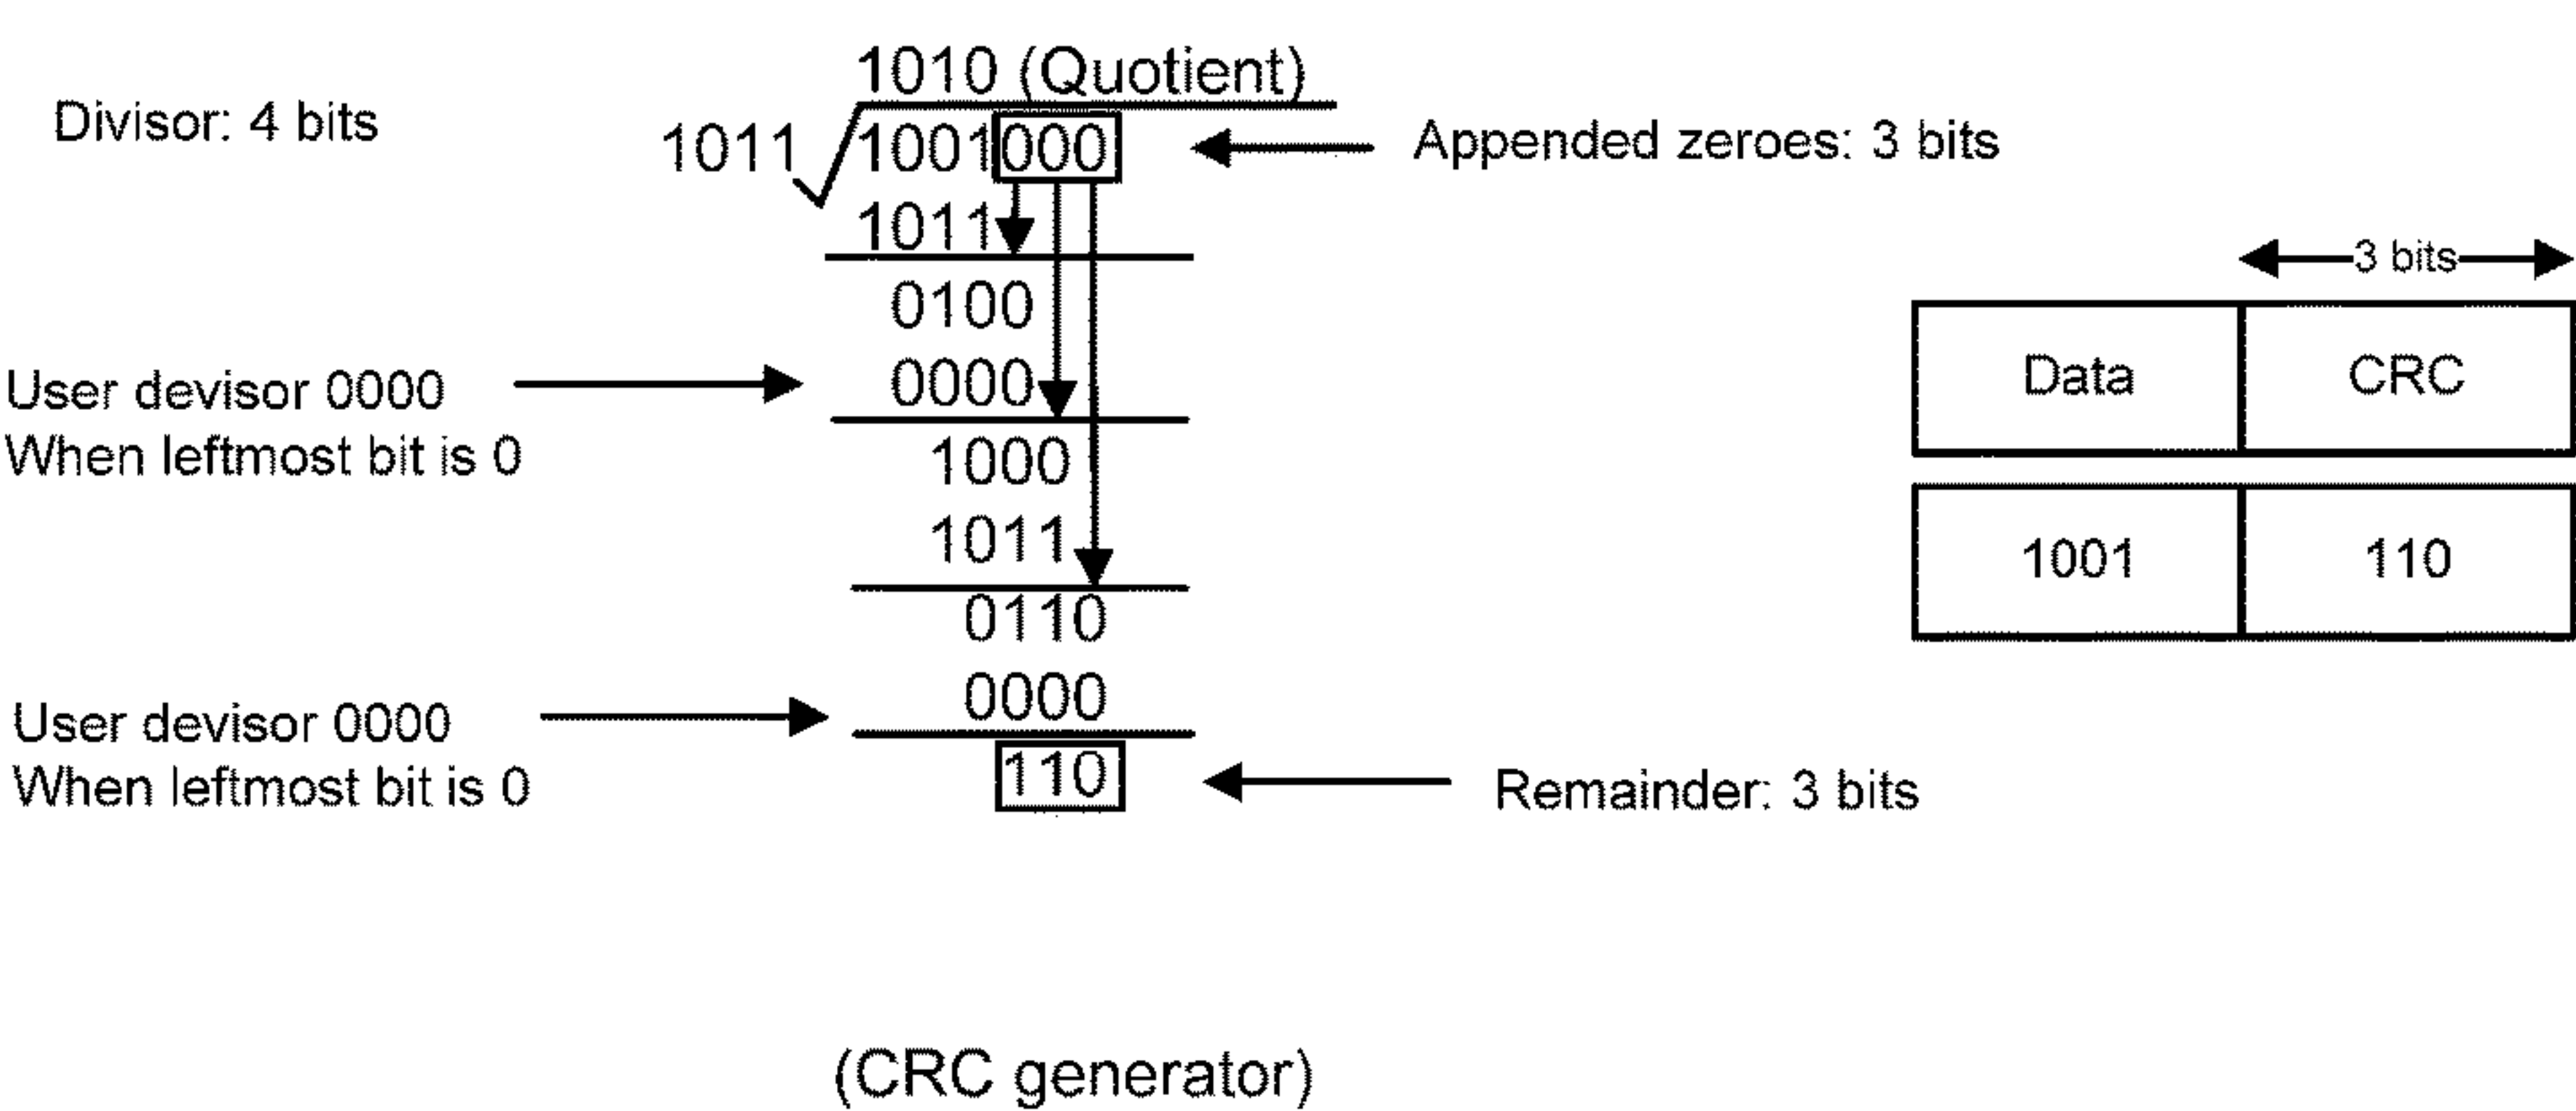 1010 (Quotient)
Divisor: 4 bits
1011 1001000
Appended zeroes: 3 bits
1011
0100
User devisor 0000
When leftmost bit is 0
0000
1000
1011
0110
User devisor 0000
When leftmost bit is 0
0000
110
Remainder: 3 bits
3 bits
Data CRC
1001 110
(CRC generator)